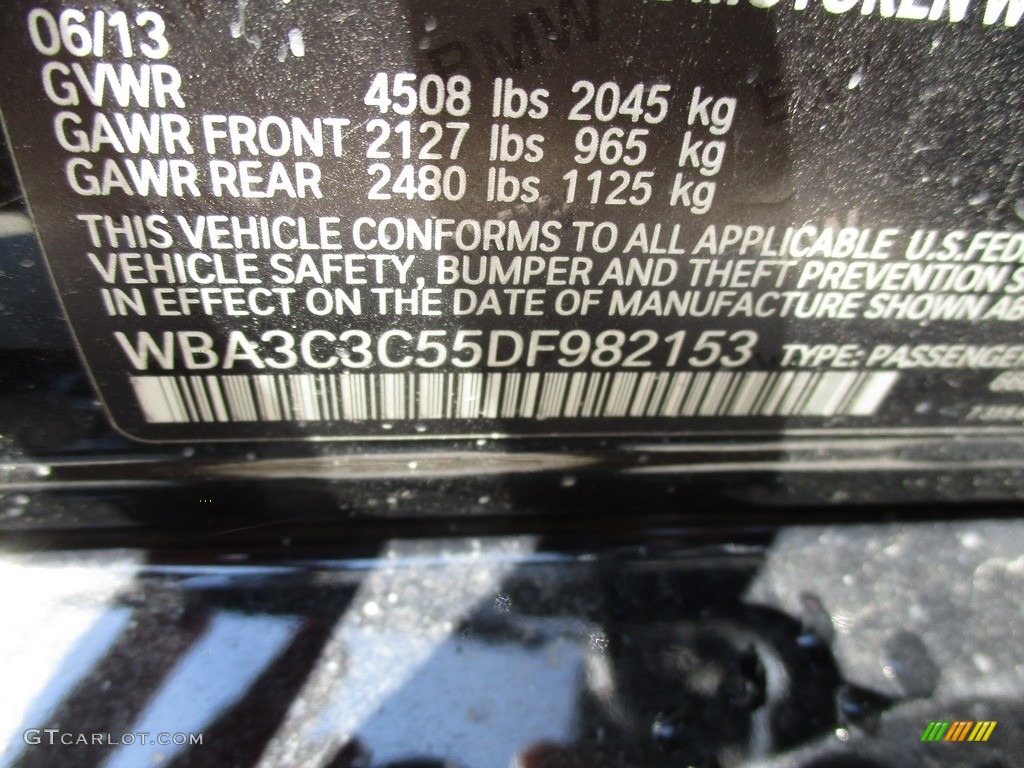 06/13
GVWR 4508 lbs 2045 kg
GAWR FRONT 2127 lbs 965 kg
GAWR REAR 2480 lbs 1125 kg
THIS VEHICLE CONFORMS TO ALL APPLICABLE U.S.FED
VEHICLE SAFETY, BUMPER AND THEFT PREVENTION S
IN EFFECT ON THE DATE OF MANUFACTURE SHOWN AB
WBA3C3C55DF982153 TYPE: PASSENGER
GTCARLOT.COM